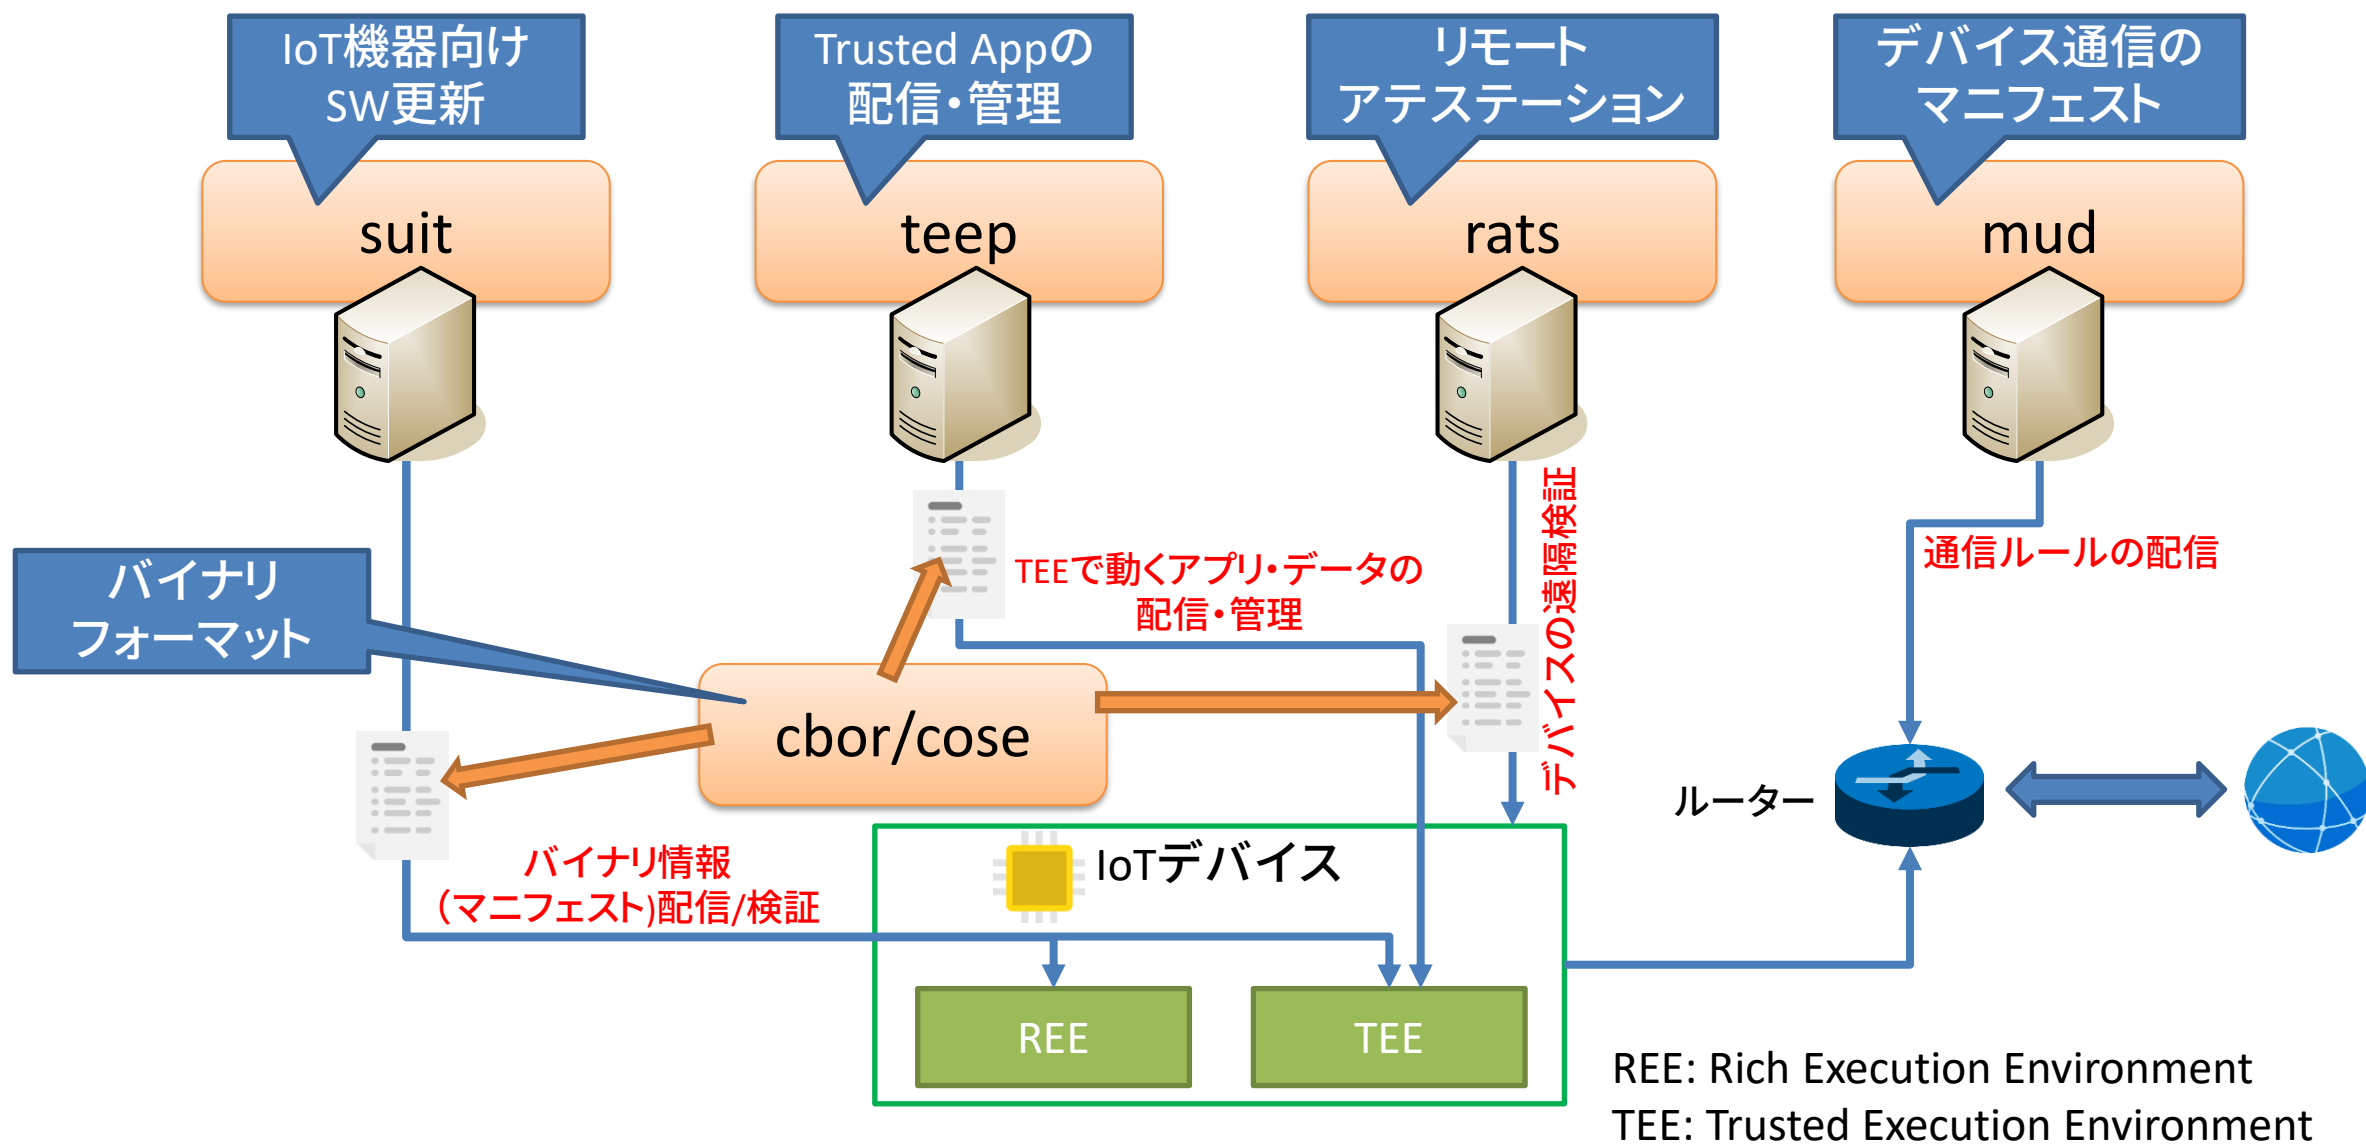 IoT機器向け
SW更新
Trusted Appの
配信・管理
リモート
アテステーション
デバイス通信の
マニフェスト
suit
teep
rats
mud
バイナリ
フォーマット
TEEで動くアプリ・データの
配信・管理
デバイスの遠隔検証
通信ルールの配信
cbor/cose
ルーター
バイナリ情報
（マニフェスト)配信/検証
IoTデバイス
REE
TEE
REE: Rich Execution Environment
TEE: Trusted Execution Environment